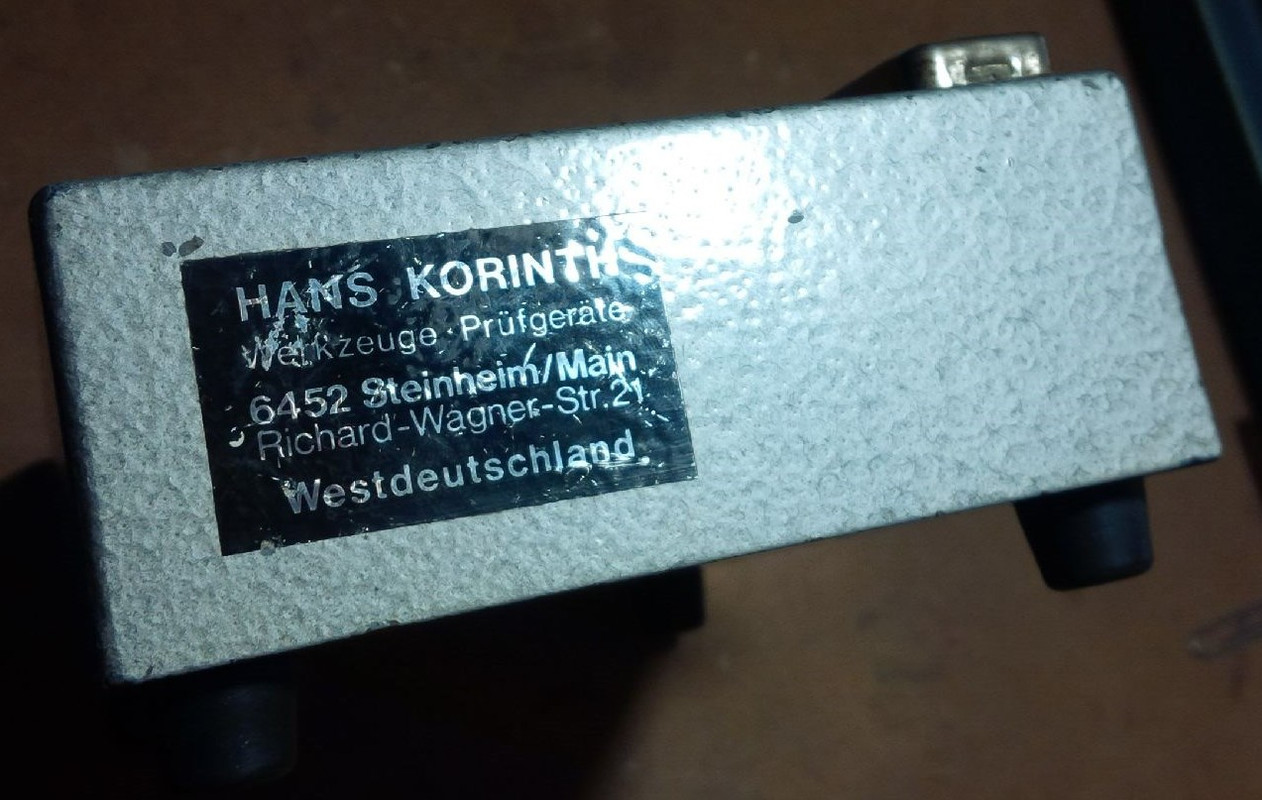 HANS KORINTHS
Werkzeuge · Prüfgeräte
6452 Steinheim/Main
Richard-Wagner-Str. 21
Westdeutschland